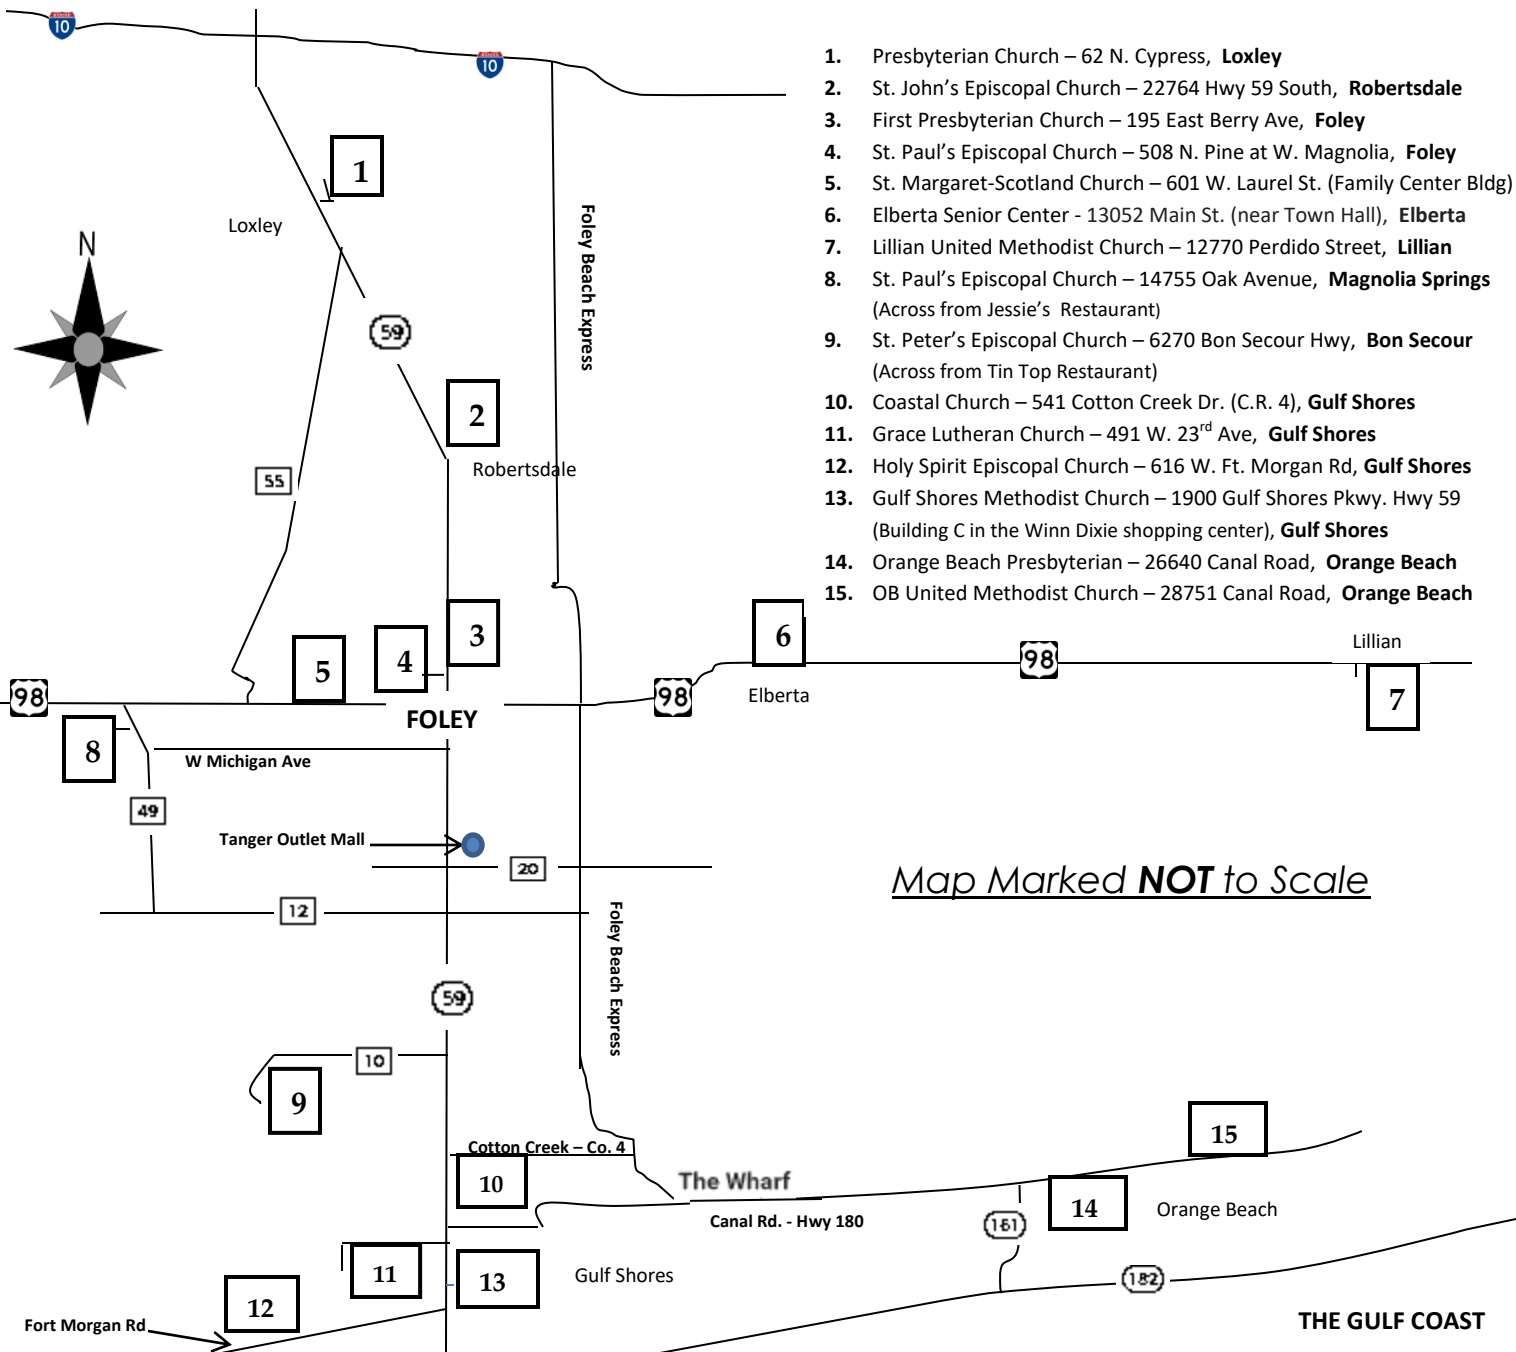 10
10
1. Presbyterian Church – 62 N. Cypress, Loxley
2. St. John’s Episcopal Church – 22764 Hwy 59 South, Robertsdale
3. First Presbyterian Church – 195 East Berry Ave, Foley
4. St. Paul’s Episcopal Church – 508 N. Pine at W. Magnolia, Foley
5. St. Margaret-Scotland Church – 601 W. Laurel St. (Family Center Bldg)
6. Elberta Senior Center - 13052 Main St. (near Town Hall), Elberta
7. Lillian United Methodist Church – 12770 Perdido Street, Lillian
8. St. Paul’s Episcopal Church – 14755 Oak Avenue, Magnolia Springs
(Across from Jessie’s Restaurant)
9. St. Peter’s Episcopal Church – 6270 Bon Secour Hwy, Bon Secour
(Across from Tin Top Restaurant)
10. Coastal Church – 541 Cotton Creek Dr. (C.R. 4), Gulf Shores
11. Grace Lutheran Church – 491 W. 23rd Ave, Gulf Shores
12. Holy Spirit Episcopal Church – 616 W. Ft. Morgan Rd, Gulf Shores
13. Gulf Shores Methodist Church – 1900 Gulf Shores Pkwy. Hwy 59
(Building C in the Winn Dixie shopping center), Gulf Shores
14. Orange Beach Presbyterian – 26640 Canal Road, Orange Beach
15. OB United Methodist Church – 28751 Canal Road, Orange Beach
1
Loxley
N
Foley Beach Express
59
2
Robertsdale
55
3
4
5
6
Lillian
98
98
98
Elberta
7
FOLEY
8
W Michigan Ave
49
Tanger Outlet Mall
20
Map Marked NOT to Scale
12
Foley Beach Express
59
10
9
Cotton Creek – Co. 4
10
The Wharf
15
14
Orange Beach
Canal Rd. - Hwy 180
161
11
13
Gulf Shores
182
12
Fort Morgan Rd
THE GULF COAST